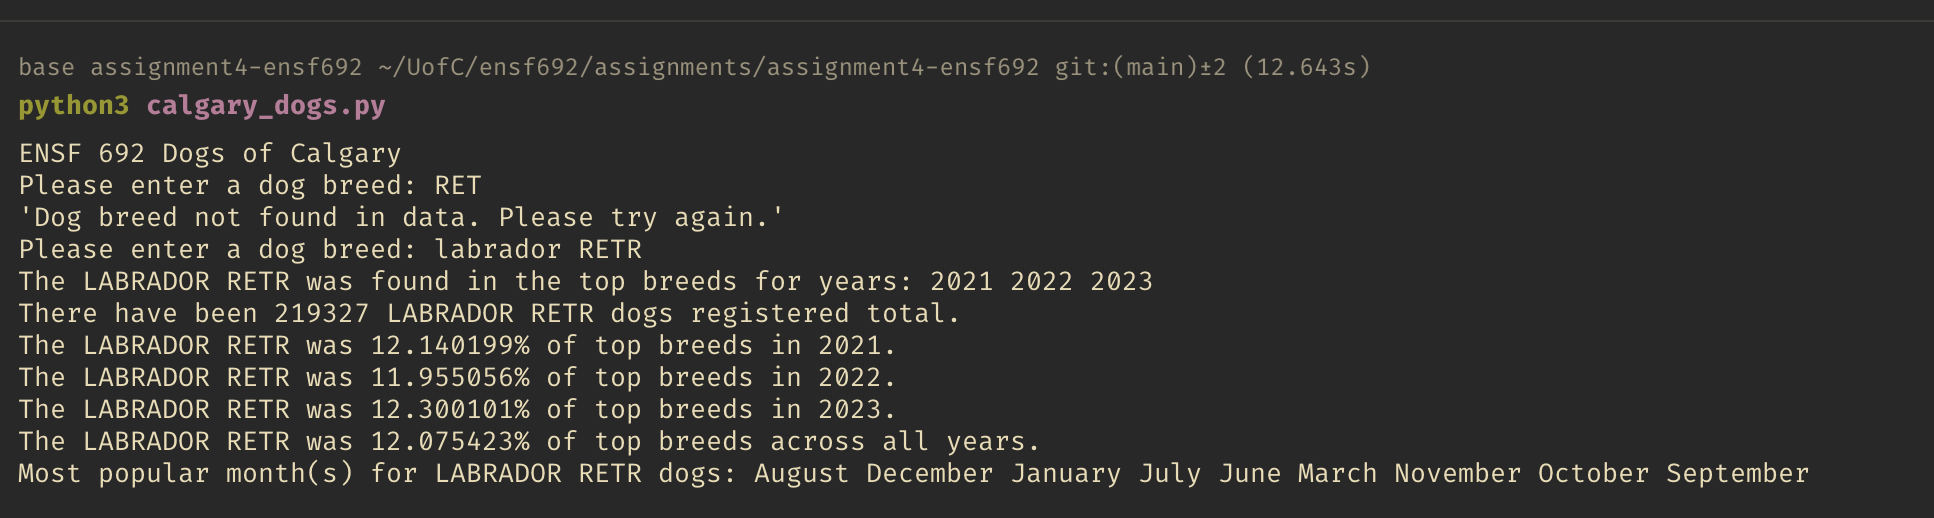 base assignment4-ensf692 ~/UofC/ensf692/assignments/assignment4-ensf692 git:(main)±2 (12.643s)
python3 calgary_dogs.py
ENSF 692 Dogs of Calgary
Please enter a dog breed: RET
'Dog breed not found in data. Please try again.'
Please enter a dog breed: labrador RETR
The LABRADOR RETR was found in the top breeds for years: 2021 2022 2023
There have been 219327 LABRADOR RETR dogs registered total.
The LABRADOR RETR was 12.140199% of top breeds in 2021.
The LABRADOR RETR was 11.955056% of top breeds in 2022.
The LABRADOR RETR was 12.300101% of top breeds in 2023.
The LABRADOR RETR was 12.075423% of top breeds across all years.
Most popular month(s) for LABRADOR RETR dogs: August December January July June March November October September